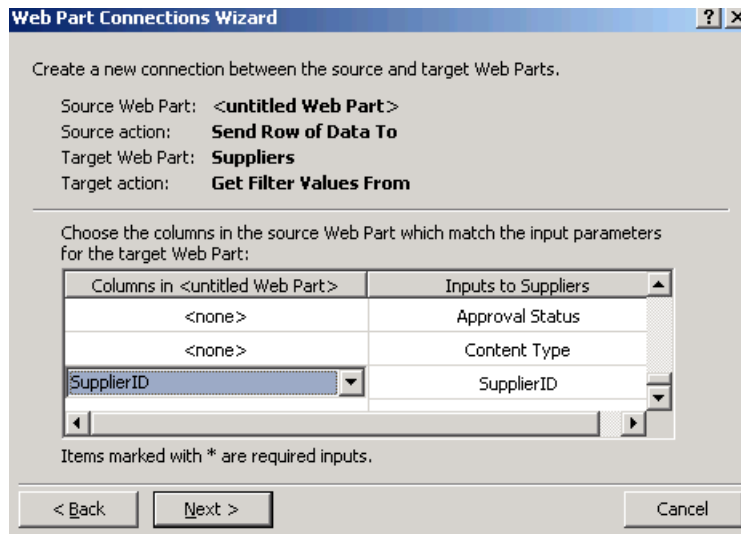 Web Part Connections Wizard
Create a new connection between the source and target Web Parts.
Source Web Part: <untitled Web Part>
Source action: Send Row of Data To
Target Web Part: Suppliers
Target action: Get Filter Values From
Choose the columns in the source Web Part which match the input parameters
for the target Web Part:
Columns in <untitled Web Part> Inputs to Suppliers
<none> Approval Status
<none> Content Type
SupplierID SupplierID
Items marked with * are required inputs.
< Back Next > Cancel